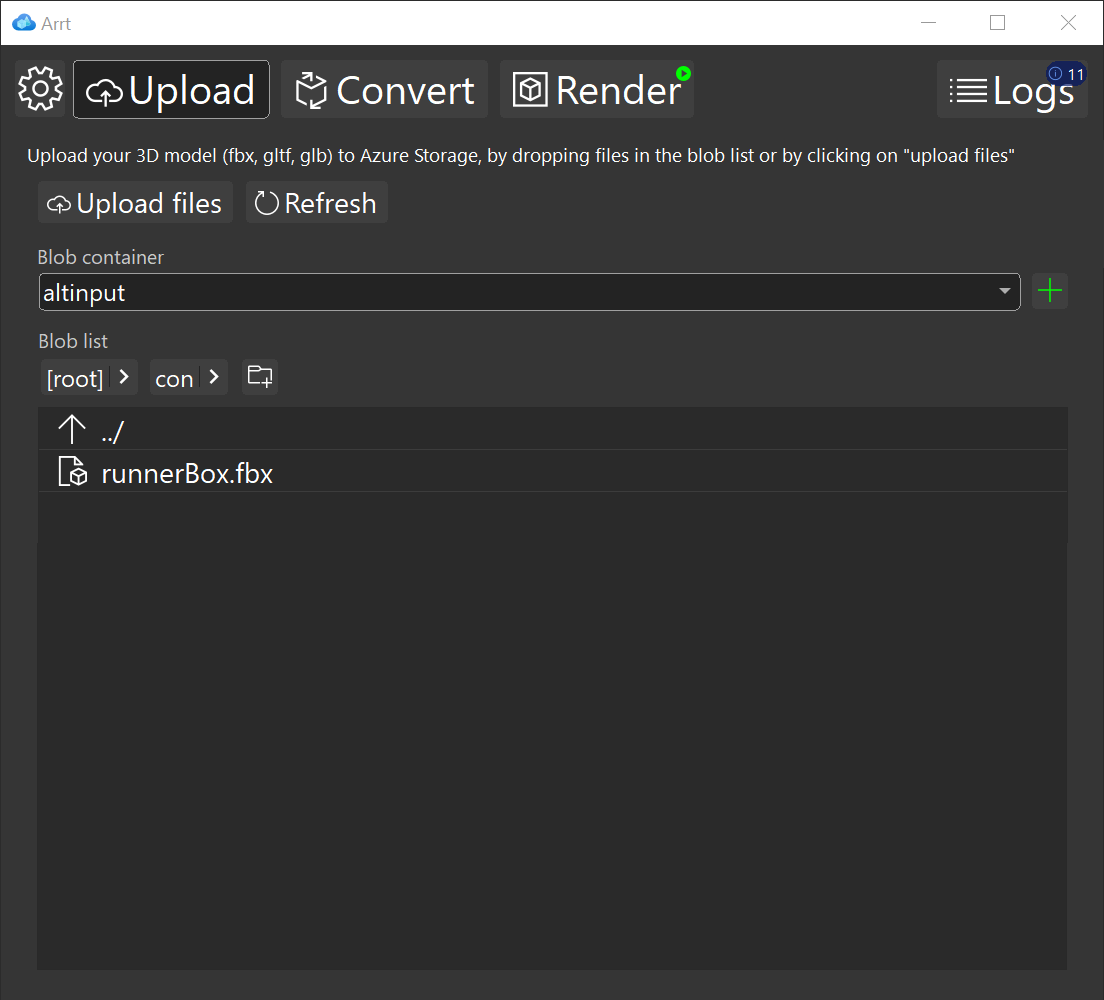 Arrt
Upload Convert Render Logs 11
Upload your 3D model (fbx, gltf, glb) to Azure Storage, by dropping files in the blob list or by clicking on "upload files"
Upload files Refresh
Blob container
altinput
Blob list
[root] con
../
runnerBox.fbx